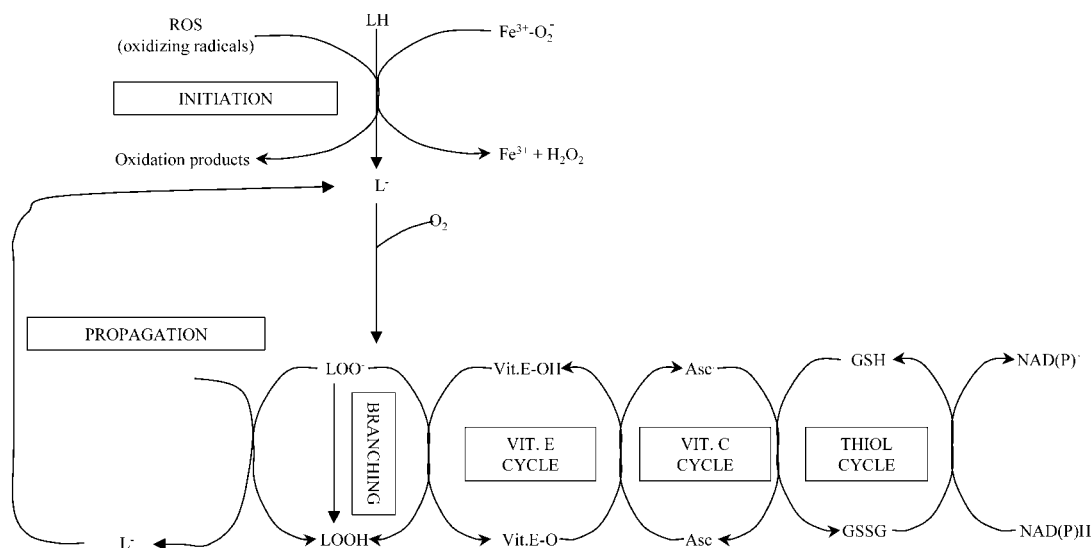 ROS
(oxidizing radicals)
LH
Fe³⁺-O₂⁻
INITIATION
Oxidation products
Fe³⁺ + H₂O₂
L·
O₂
PROPAGATION
LOO·
Vit.E-OH
Asc
GSH
NAD(P)·
BRANCHING
VIT. E
CYCLE
VIT. C
CYCLE
THIOL
CYCLE
L·
LOOH
Vit.E-O
Asc
GSSG
NAD(P)H